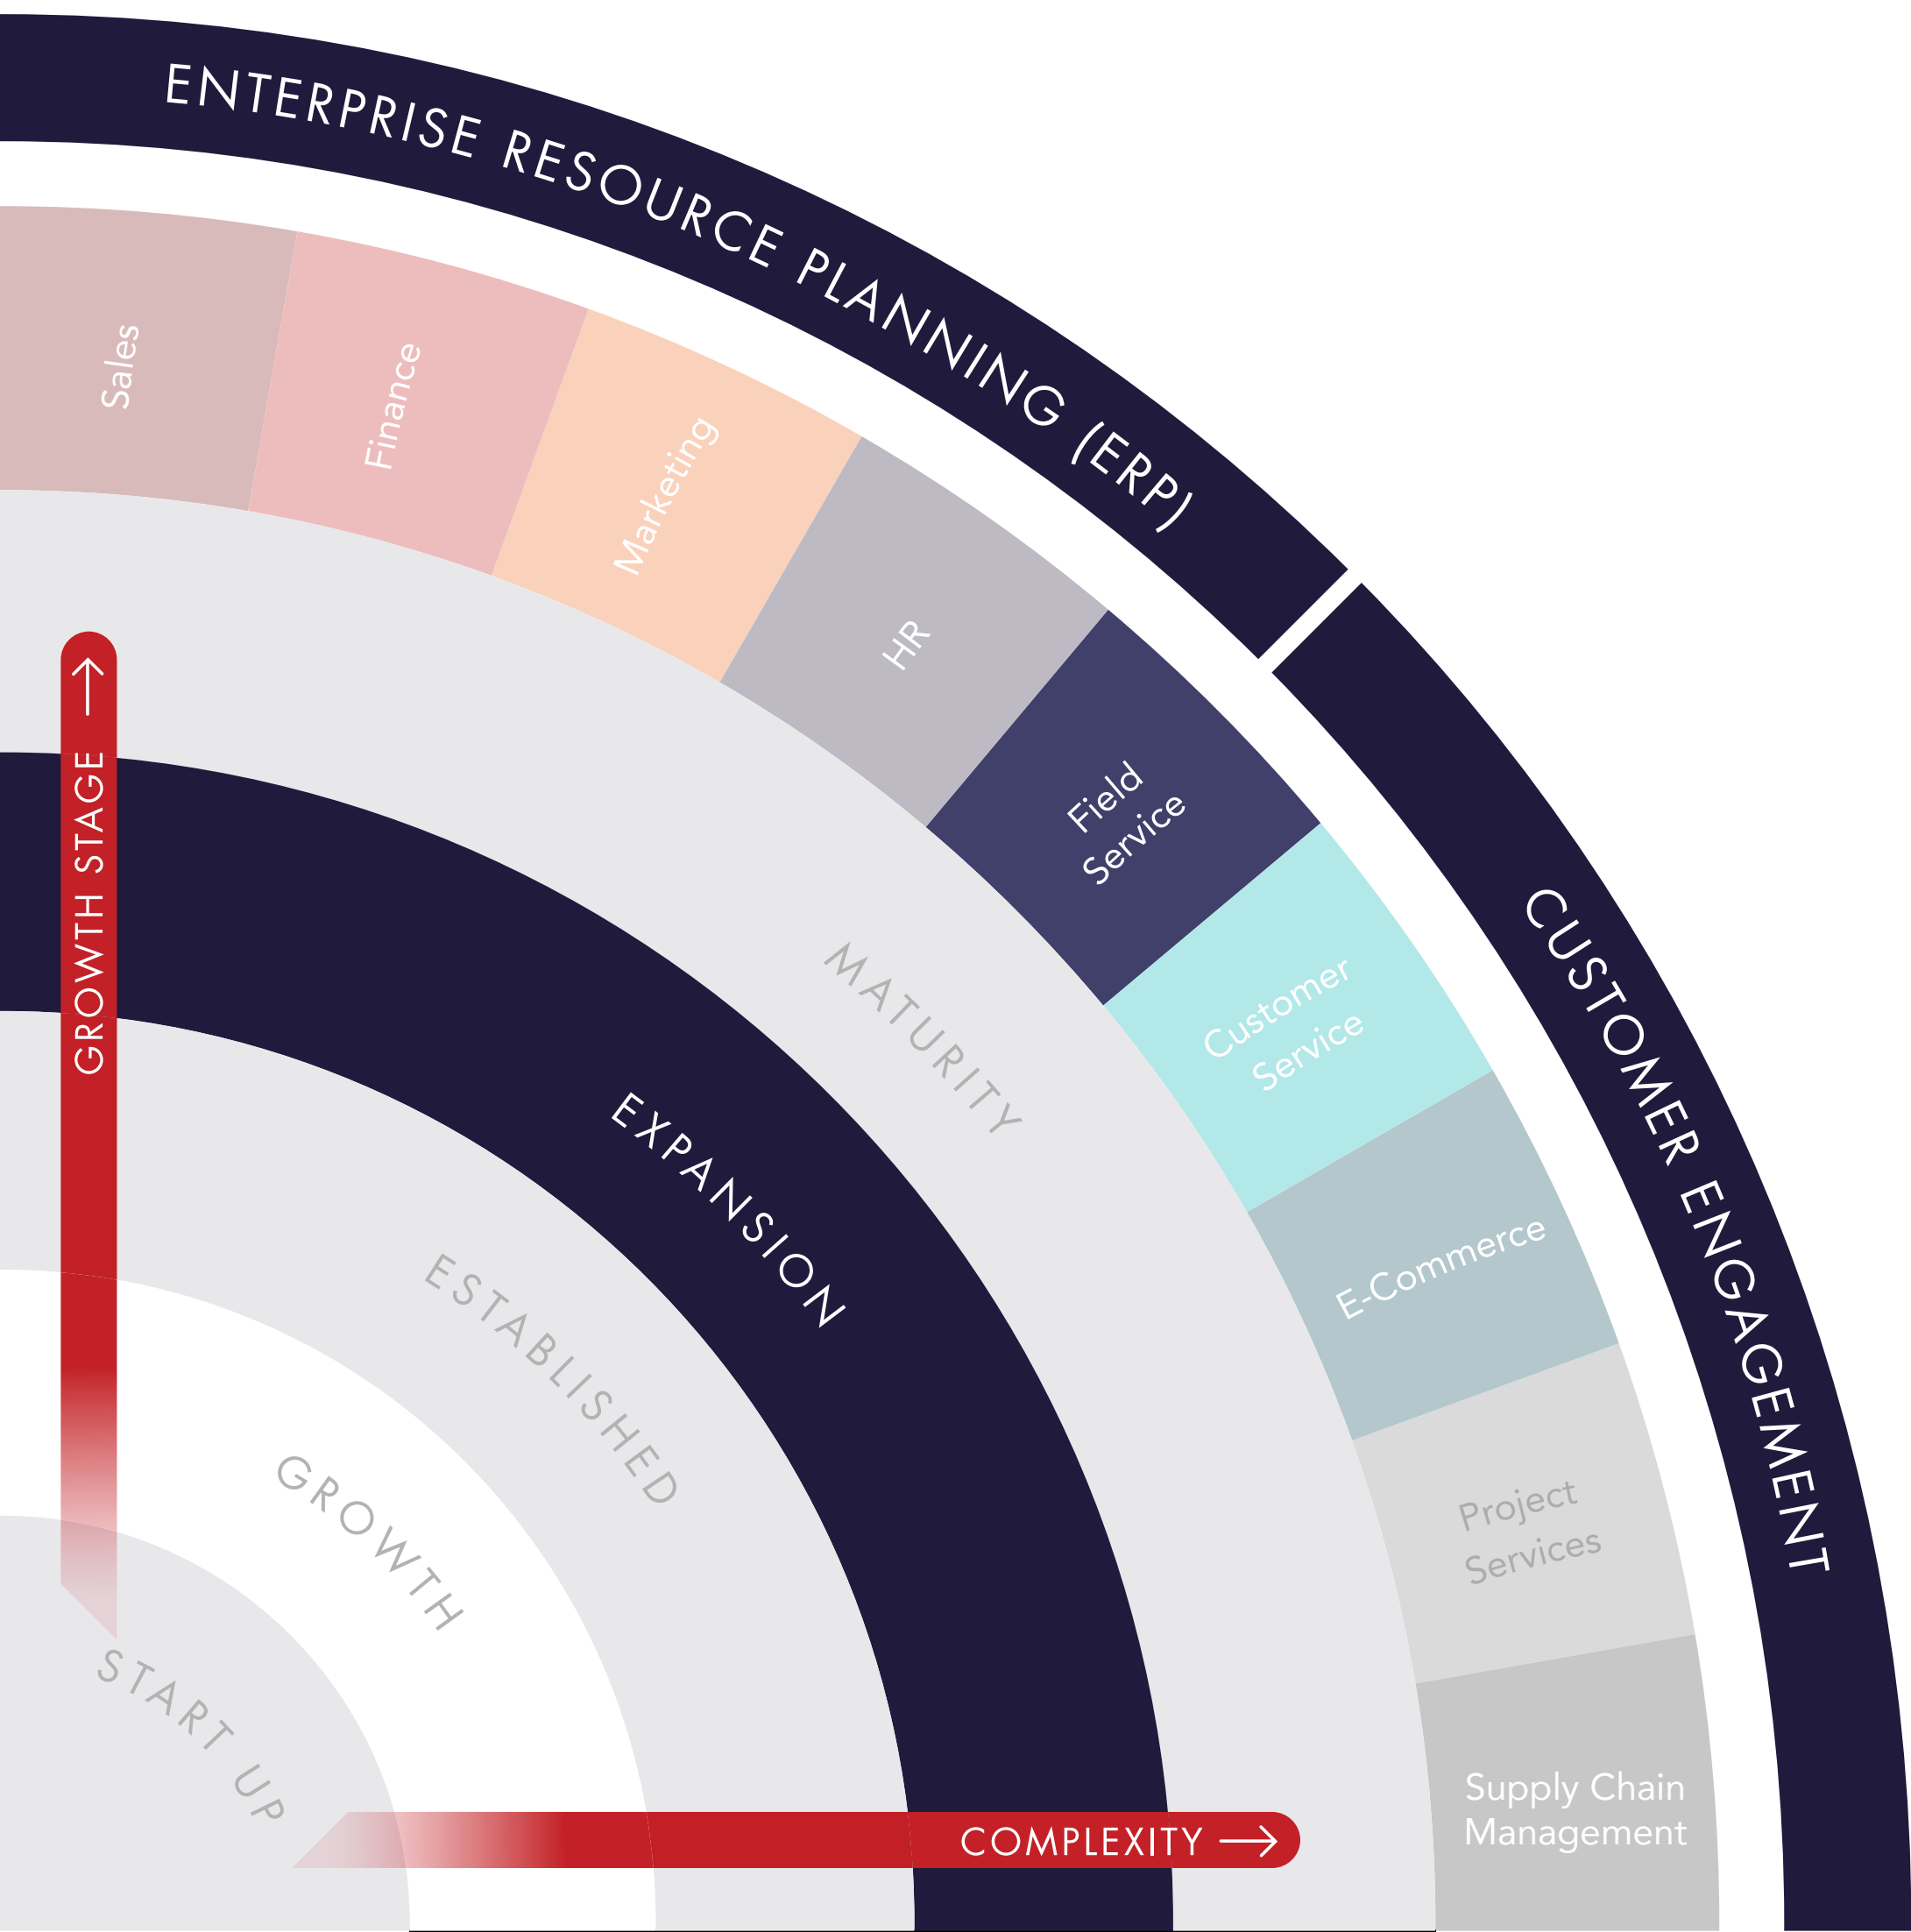 ENTERPRISE RESOURCE PLANNING (ERP)
CUSTOMER ENGAGEMENT
Sales
Finance
Marketing
HR
Field
Service
Customer
Service
E-Commerce
Project
Services
Supply Chain
Management
GROWTH STAGE
MATURITY
EXPANSION
ESTABLISHED
GROWTH
START UP
COMPLEXITY